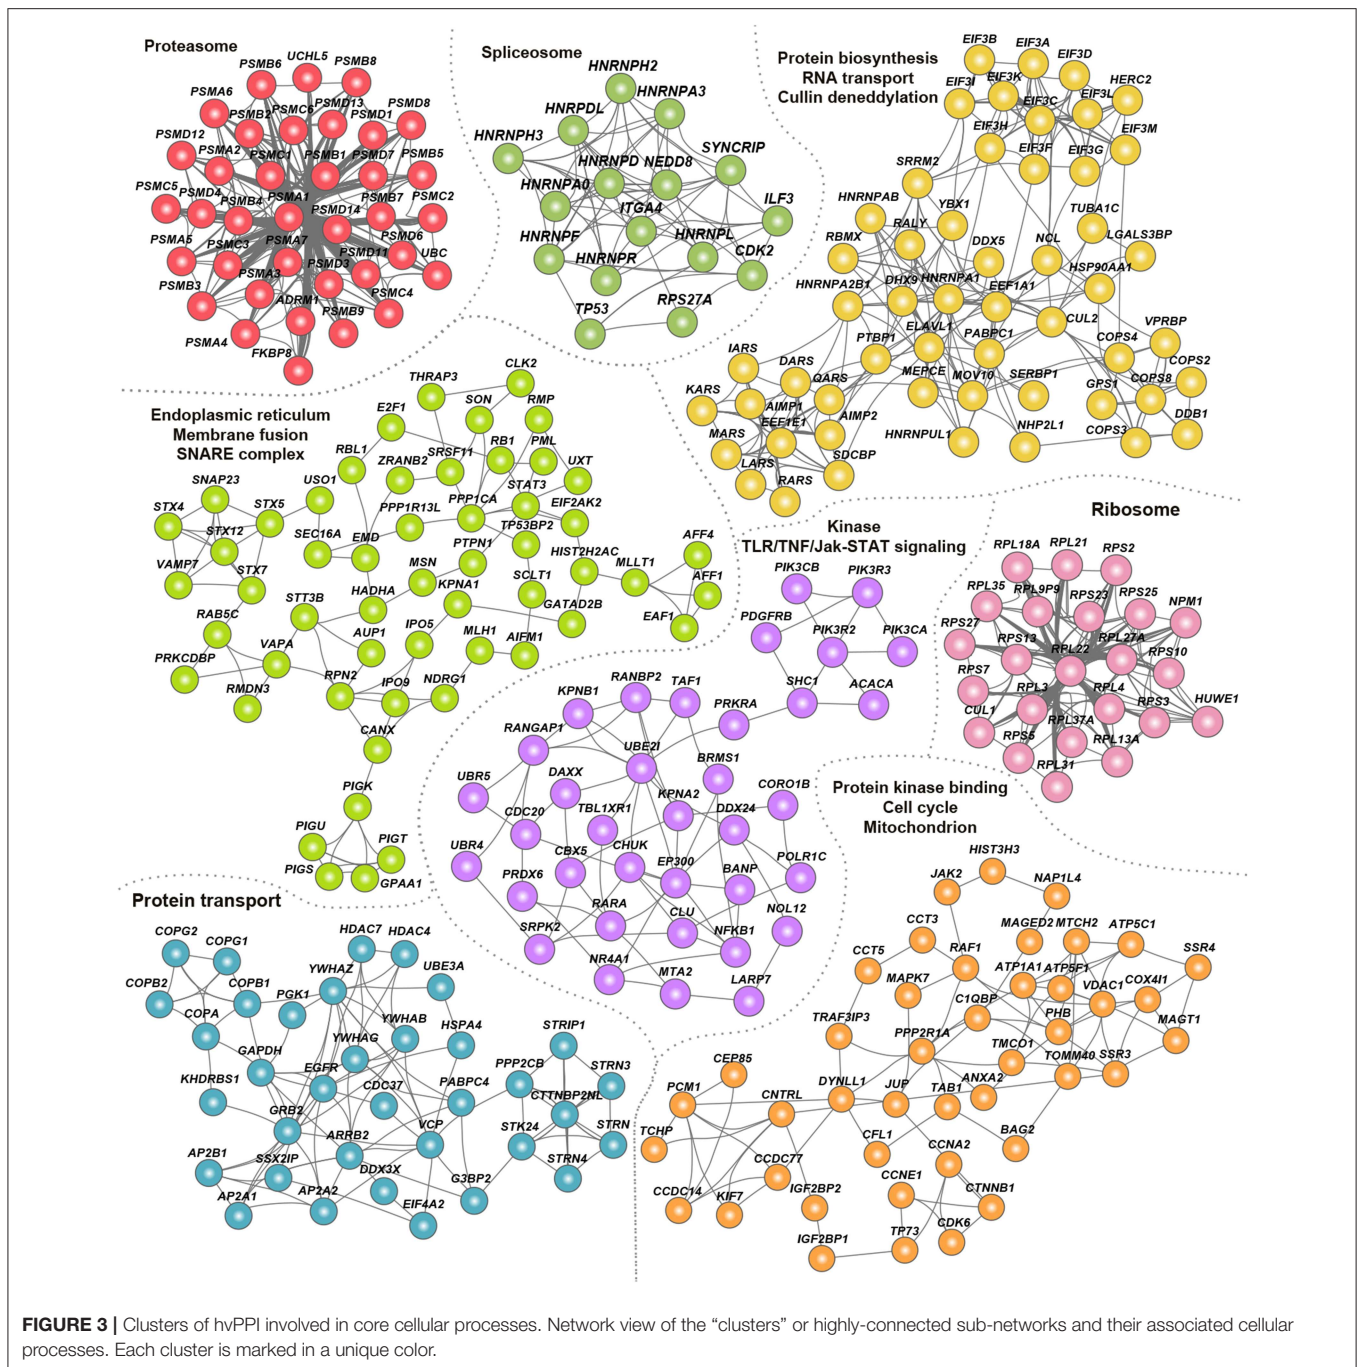 Proteasome
UCHL5
PSMB6
PSMB8
PSMA6
PSMC6
PSMD13
PSMD8
PSMB2
PSMD1
PSMD12
PSMA2
PSMC1
PSMB1
PSMD7
PSMB5
PSMC5
PSMD4
PSMB4
PSMA1
PSMB7
PSMC2
PSMD14
PSMA5
PSMC3
PSMA7
PSMD11
PSMD6
UBC
PSMA3
PSMD3
PSMB3
ADRM1
PSMC4
PSMB9
PSMA4
FKBP8
Spliceosome
HNRNPH2
HNRNPA3
HNRPDL
HNRNPH3
HNRNPD
NEDD8
SYNCRIP
HNRNPA0
ITGA4
ILF3
HNRNPF
HNRNPR
HNRNPL
CDK2
TP53
RPS27A
Protein biosynthesis
RNA transport
Cullin deneddylation
EIF3B
EIF3A
EIF3D
EIF3I
EIF3K
HERC2
EIF3C
EIF3L
EIF3H
EIF3M
EIF3F
EIF3G
SRRM2
HNRNPAB
YBX1
TUBA1C
RALY
RBMX
DDX5
NCL
LGALS3BP
HNRNPA2B1
DHX9
HNRNPA1
EEF1A1
HSP90AA1
CUL2
PTBP1
ELAVL1
PABPC1
COPS4
VPRBP
IARS
DARS
MEPCE
MOV10
SERBP1
GPS1
COPS8
COPS2
KARS
QARS
AIMP1
AIMP2
EEF1E1
DDB1
MARS
HNRNPUL1
NHP2L1
COPS3
LARS
SDCBP
RARS
Endoplasmic reticulum
Membrane fusion
SNARE complex
CLK2
THRAP3
E2F1
SON
RMP
RBL1
ZRANB2
SRSF11
RB1
PML
UXT
SNAP23
STX4
STX5
USO1
STX12
PPP1R13L
PPP1CA
STAT3
EIF2AK2
VAMP7
STX7
SEC16A
EMD
PTPN1
TP53BP2
HIST2H2AC
AFF4
MLLT1
MSN
SCLT1
AFF1
RAB5C
STT3B
HADHA
KPNA1
GATAD2B
EAF1
PRKCDBP
VAPA
AUP1
IPO5
MLH1
AIFM1
RMDN3
RPN2
IPO9
NDRG1
CANX
PIGK
PIGU
PIGT
PIGS
GPAA1
Kinase
TLR/TNF/Jak-STAT signaling
PIK3CB
PIK3R3
PDGFRB
PIK3R2
PIK3CA
SHC1
ACACA
RANBP2
TAF1
KPNB1
PRKRA
RANGAP1
UBE2I
BRMS1
UBR5
DAXX
CORO1B
CDC20
TBL1XR1
KPNA2
DDX24
UBR4
CBX5
CHUK
EP300
BANP
POLR1C
PRDX6
RARA
CLU
NOL12
SRPK2
NFKB1
NR4A1
MTA2
LARP7
Ribosome
RPL18A
RPL21
RPS2
RPL35
RPL9P9
RPS23
RPS25
NPM1
RPS27
RPS13
RPL22
RPL27A
RPS10
RPS7
RPL3
RPL4
RPS3
HUWE1
CUL1
RPS5
RPL37A
RPL13A
RPL31
Protein kinase binding
Cell cycle
Mitochondrion
HIST3H3
JAK2
NAP1L4
CCT3
MAGED2
MTCH2
ATP5C1
CCT5
RAF1
SSR4
MAPK7
ATP1A1
ATP5F1
COX4I1
C1QBP
VDAC1
TRAF3IP3
PHB
MAGT1
PPP2R1A
TMCO1
TOMM40
SSR3
CEP85
PCM1
CNTRL
DYNLL1
JUP
TAB1
ANXA2
TCHP
CFL1
BAG2
CCNA2
CCDC77
CCNE1
CTNNB1
CCDC14
KIF7
IGF2BP2
IGF2BP1
TP73
CDK6
Protein transport
COPG2
COPG1
HDAC7
HDAC4
COPB2
COPB1
YWHAZ
UBE3A
PGK1
COPA
YWHAB
HSPA4
STRIP1
GAPDH
YWHAG
PPP2CB
STRN3
KHDRBS1
EGFR
CDC37
PABPC4
CTTNBP2NL
GRB2
ARRB2
VCP
STK24
STRN
AP2B1
SSX2IP
DDX3X
G3BP2
STRN4
AP2A1
AP2A2
EIF4A2
FIGURE 3 | Clusters of hvPPI involved in core cellular processes. Network view of the “clusters” or highly-connected sub-networks and their associated cellular
processes. Each cluster is marked in a unique color.